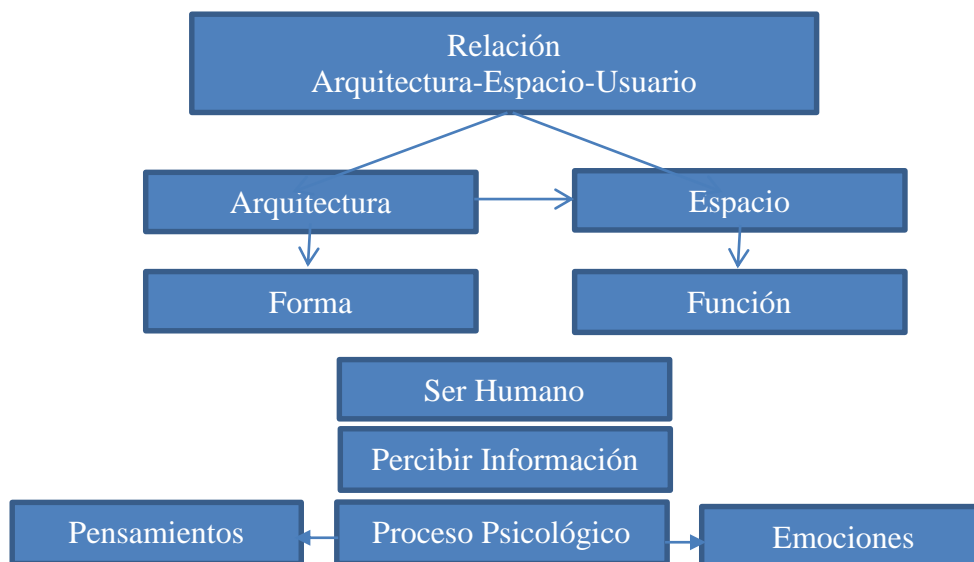 Relación
Arquitectura-Espacio-Usuario
Arquitectura
Espacio
Forma
Función
Ser Humano
Percibir Información
Pensamientos
Proceso Psicológico
Emociones